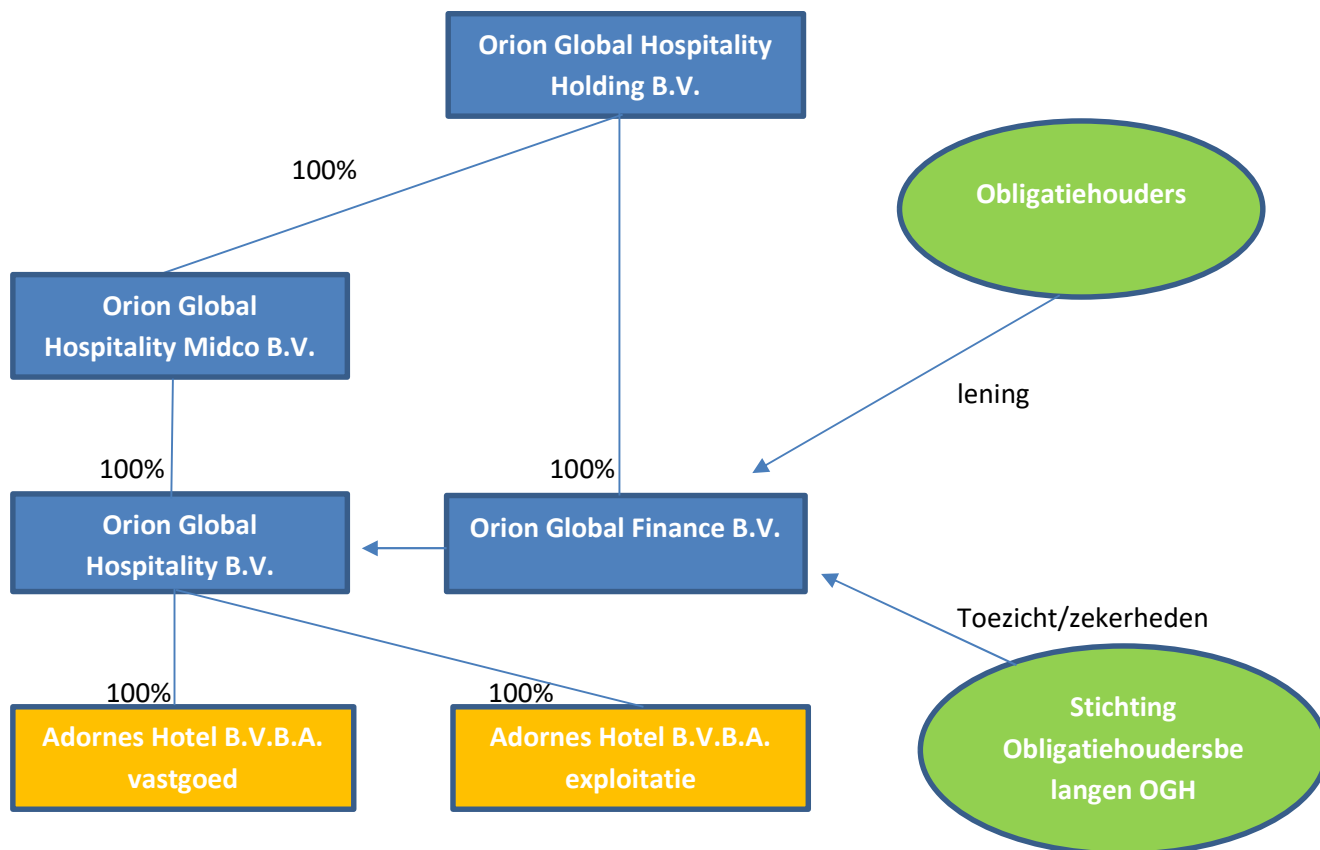 Orion Global Hospitality
Holding B.V.
100%
Obligatiehouders
Orion Global
Hospitality Midco B.V.
lening
100%
100%
Orion Global
Hospitality B.V.
Orion Global Finance B.V.
Toezicht/zekerheden
100%
100%
Adornes Hotel B.V.B.A.
vastgoed
Adornes Hotel B.V.B.A.
exploitatie
Stichting
Obligatiehoudersbe
langen OGH